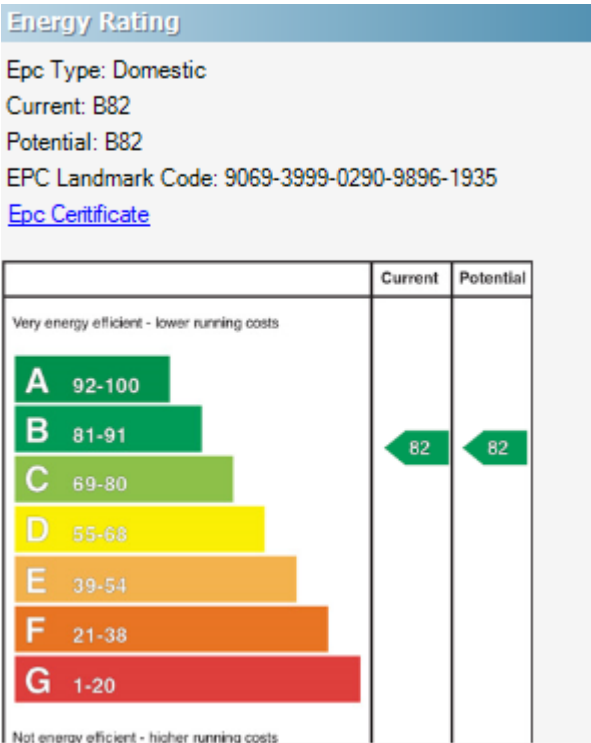 Energy Rating
Epc Type: Domestic
Current: B82
Potential: B82
EPC Landmark Code: 9069-3999-0290-9896-1935
Epc Ceritificate
Current Potential
Very energy efficient - lower running costs
A 92-100
B 81-91
82 82
C 69-80
D 55-68
E 39-54
F 21-38
G 1-20
Not energy efficient - higher running costs